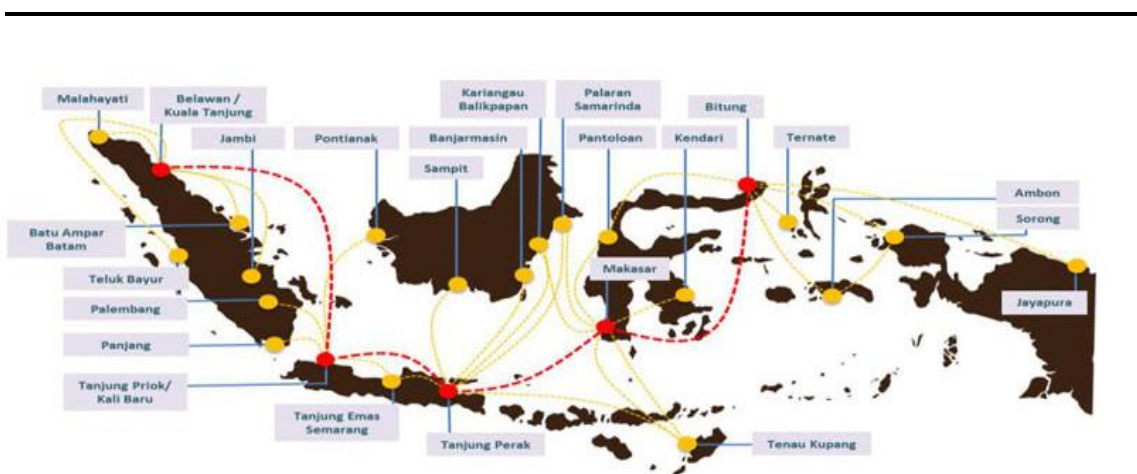 Malahayati
Belawan /
Kuala Tanjung
Jambi
Pontianak
Kariangau
Balikpapan
Banjarmasin
Sampit
Palaran
Samarinda
Pantoloan
Kendari
Bitung
Ternate
Ambon
Sorong
Batu Ampar
Batam
Teluk Bayur
Palembang
Panjang
Tanjung Priok/
Kali Baru
Tanjung Emas
Semarang
Tanjung Perak
Makasar
Tenau Kupang
Jayapura